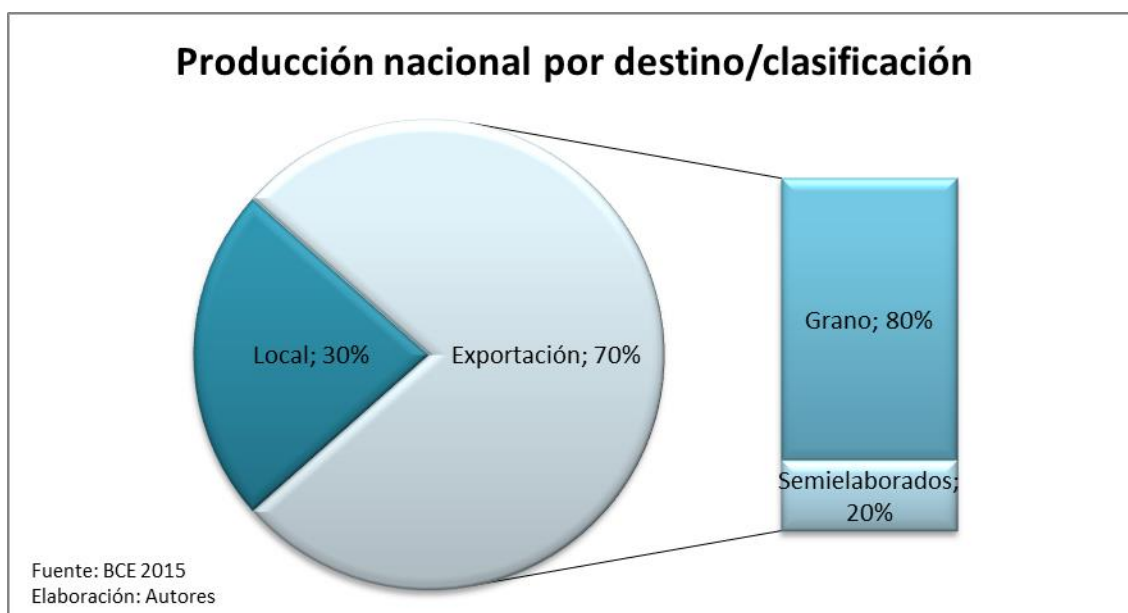 Producción nacional por destino/clasificación
Local; 30%
Exportación; 70%
Grano; 80%
Semielaborados;
20%
Fuente: BCE 2015
Elaboración: Autores